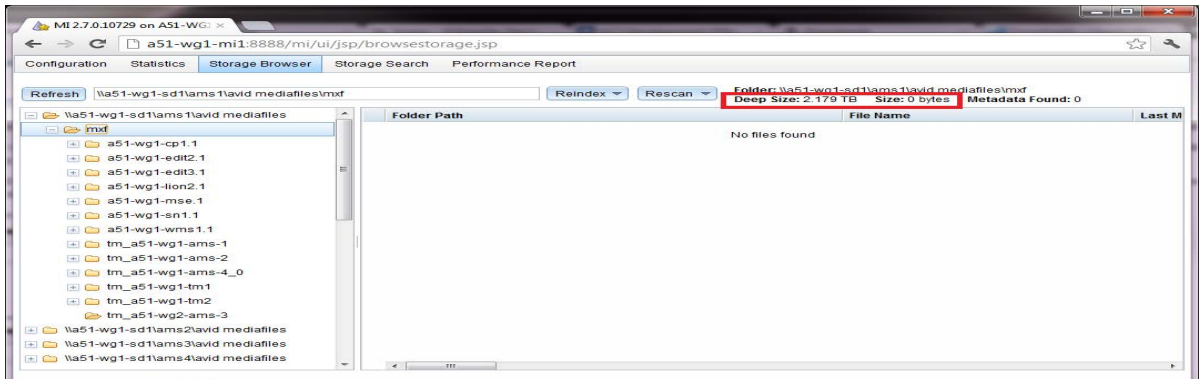 MI 2.7.0.10729 on A51-WG1
a51-wg1-mi1:8888/mi/ui/jsp/browsestorage.jsp
Configuration Statistics Storage Browser Storage Search Performance Report
Refresh \\a51-wg1-sd1\ams1\avid mediafiles\mxf Reindex Rescan Folder: \\a51-wg1-sd1\ams1\avid mediafiles\mxf
Deep Size: 2.179 TB Size: 0 bytes Metadata Found: 0
\\a51-wg1-sd1\ams1\avid mediafiles
Folder Path File Name Last M
mxf
No files found
a51-wg1-cp1.1
a51-wg1-edit2.1
a51-wg1-edit3.1
a51-wg1-lion2.1
a51-wg1-mse.1
a51-wg1-sn1.1
a51-wg1-wms1.1
tm_a51-wg1-ams-1
tm_a51-wg1-ams-2
tm_a51-wg1-ams-4_0
tm_a51-wg1-tm1
tm_a51-wg1-tm2
tm_a51-wg2-ams-3
\\a51-wg1-sd1\ams2\avid mediafiles
\\a51-wg1-sd1\ams3\avid mediafiles
\\a51-wg1-sd1\ams4\avid mediafiles